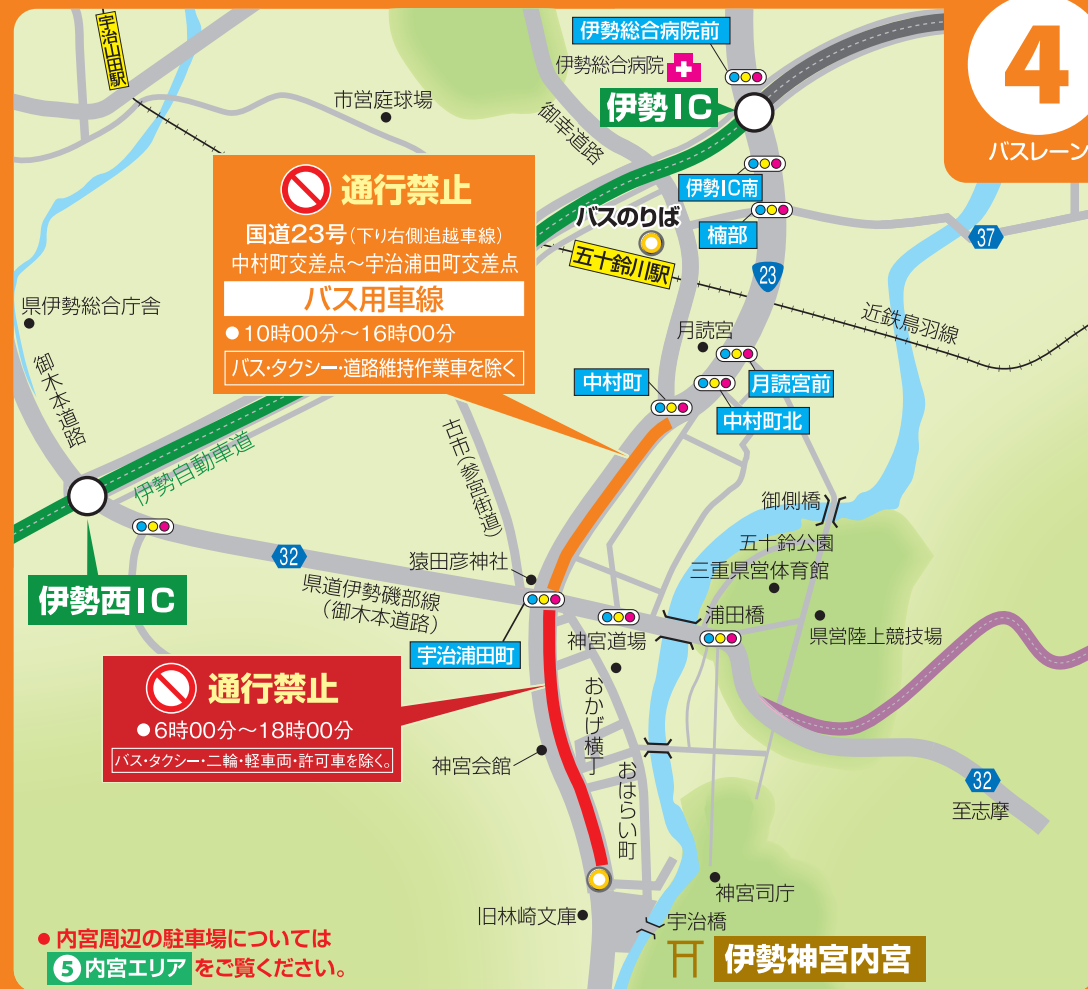 4
バスレーン
宇治山田駅
伊勢総合病院前
伊勢総合病院
市営庭球場
伊勢IC
御幸道路
通行禁止
国道23号(下り右側追越車線)
中村町交差点～宇治浦田町交差点
バス用車線
●10時00分～16時00分
バス・タクシー・道路維持作業車を除く
伊勢IC南
バスのりば
楠部
37
五十鈴川駅
23
県伊勢総合庁舎
近鉄鳥羽線
月読宮
御木本道路
月読宮前
中村町
中村町北
古市(参宮街道)
伊勢自動車道
御側橋
五十鈴公園
32
猿田彦神社
三重県営体育館
伊勢西IC
県道伊勢磯部線
(御木本道路)
浦田橋
県営陸上競技場
神宮道場
宇治浦田町
通行禁止
●6時00分～18時00分
バス・タクシー・二輪・軽車両・許可車を除く。
おかげ横丁
神宮会館
おはらい町
32
至志摩
神宮司庁
旧林崎文庫
宇治橋
伊勢神宮内宮
●内宮周辺の駐車場については
5内宮エリアをご覧ください。